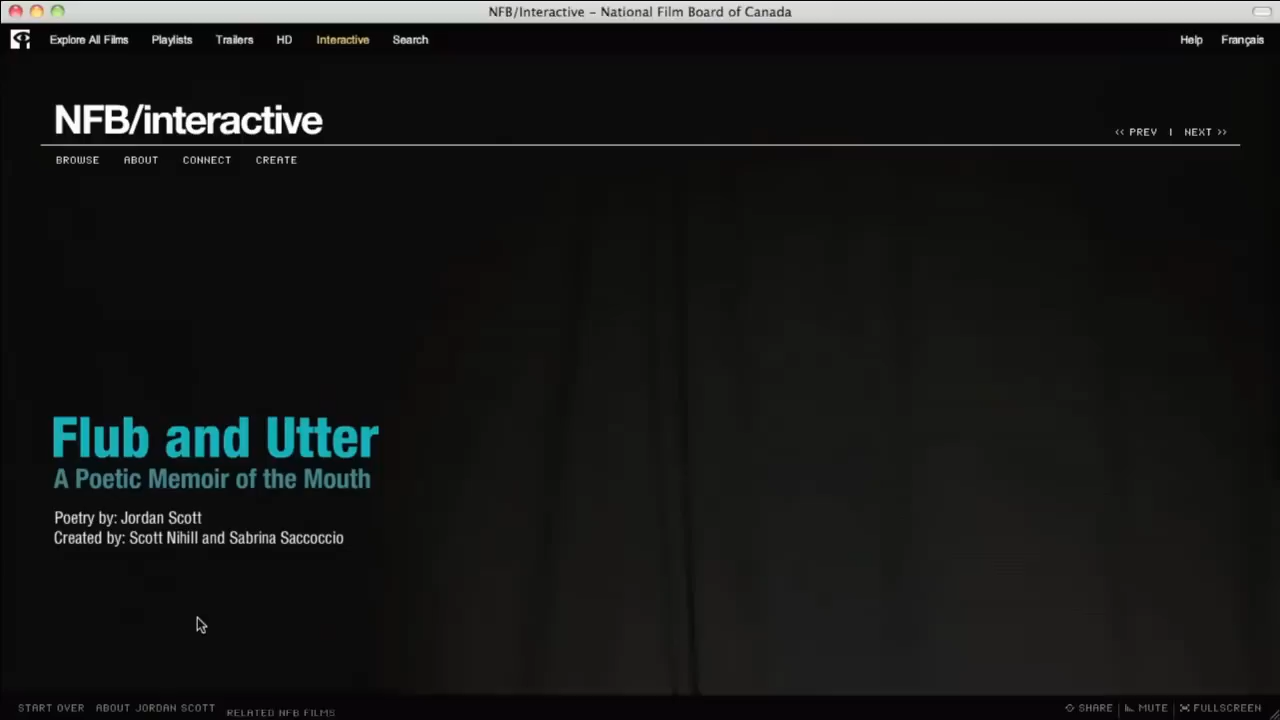 NFB/Interactive – National Film Board of Canada
Explore All Films Playlists Trailers HD Interactive Search Help Français
NFB/interactive
<< PREV | NEXT >>
BROWSE ABOUT CONNECT CREATE
Flub and Utter
A Poetic Memoir of the Mouth
Poetry by: Jordan Scott
Created by: Scott Nihill and Sabrina Saccoccio
START OVER ABOUT JORDAN SCOTT RELATED NFB FILMS SHARE | MUTE | FULLSCREEN